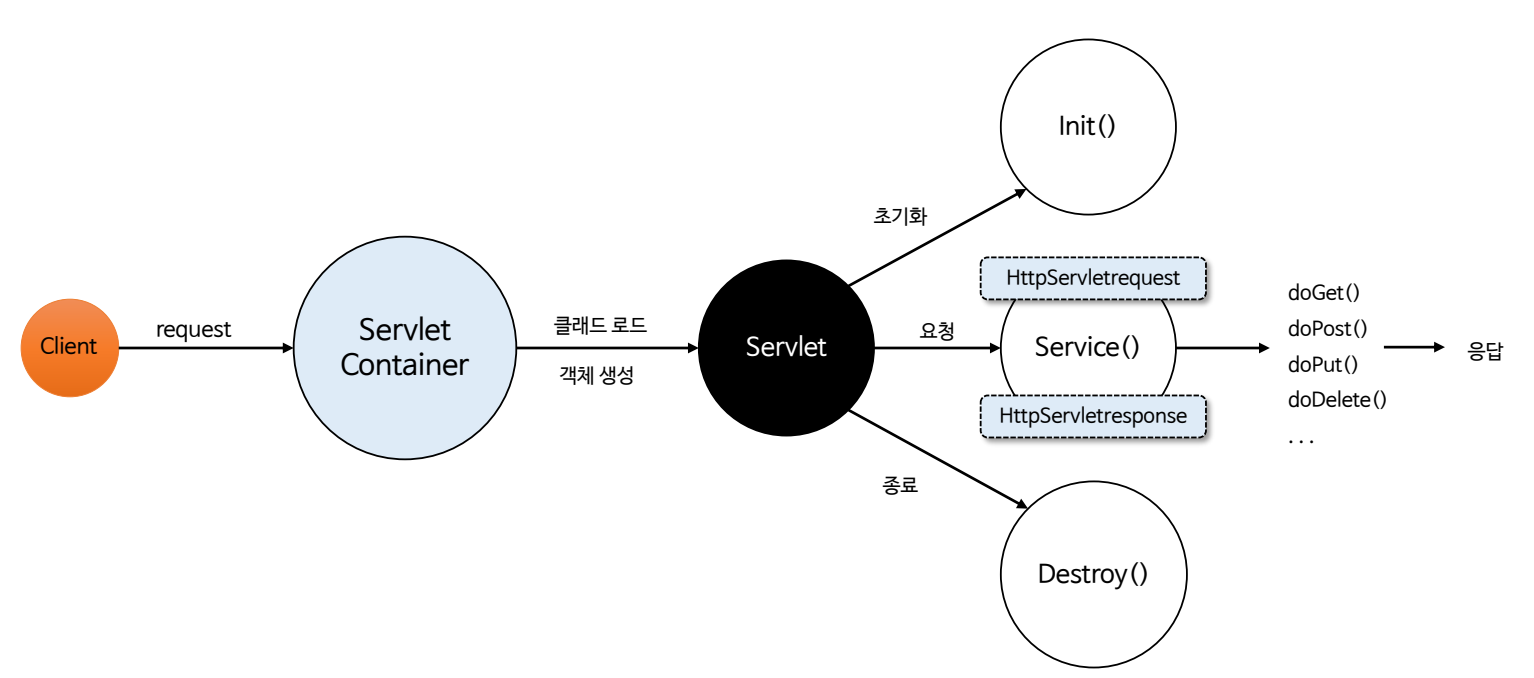 Client
request
Servlet
Container
클래드 로드
객체 생성
Servlet
초기화
Init()
요청
HttpServletrequest
Service()
HttpServletresponse
doGet()
doPost()
doPut()
doDelete()
...
응답
종료
Destroy()